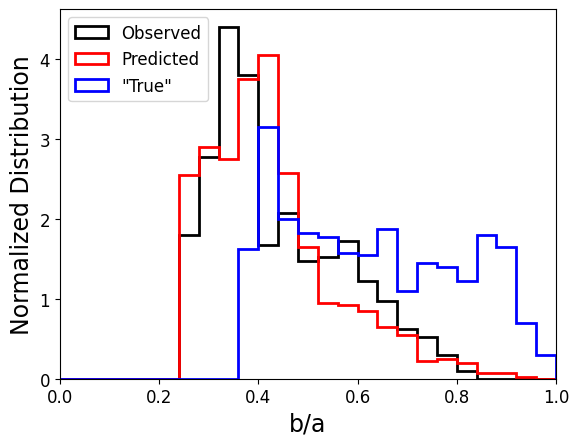 Observed
Predicted
"True"
Normalized Distribution
4
3
2
1
0
0.0 0.2 0.4 0.6 0.8 1.0
b/a